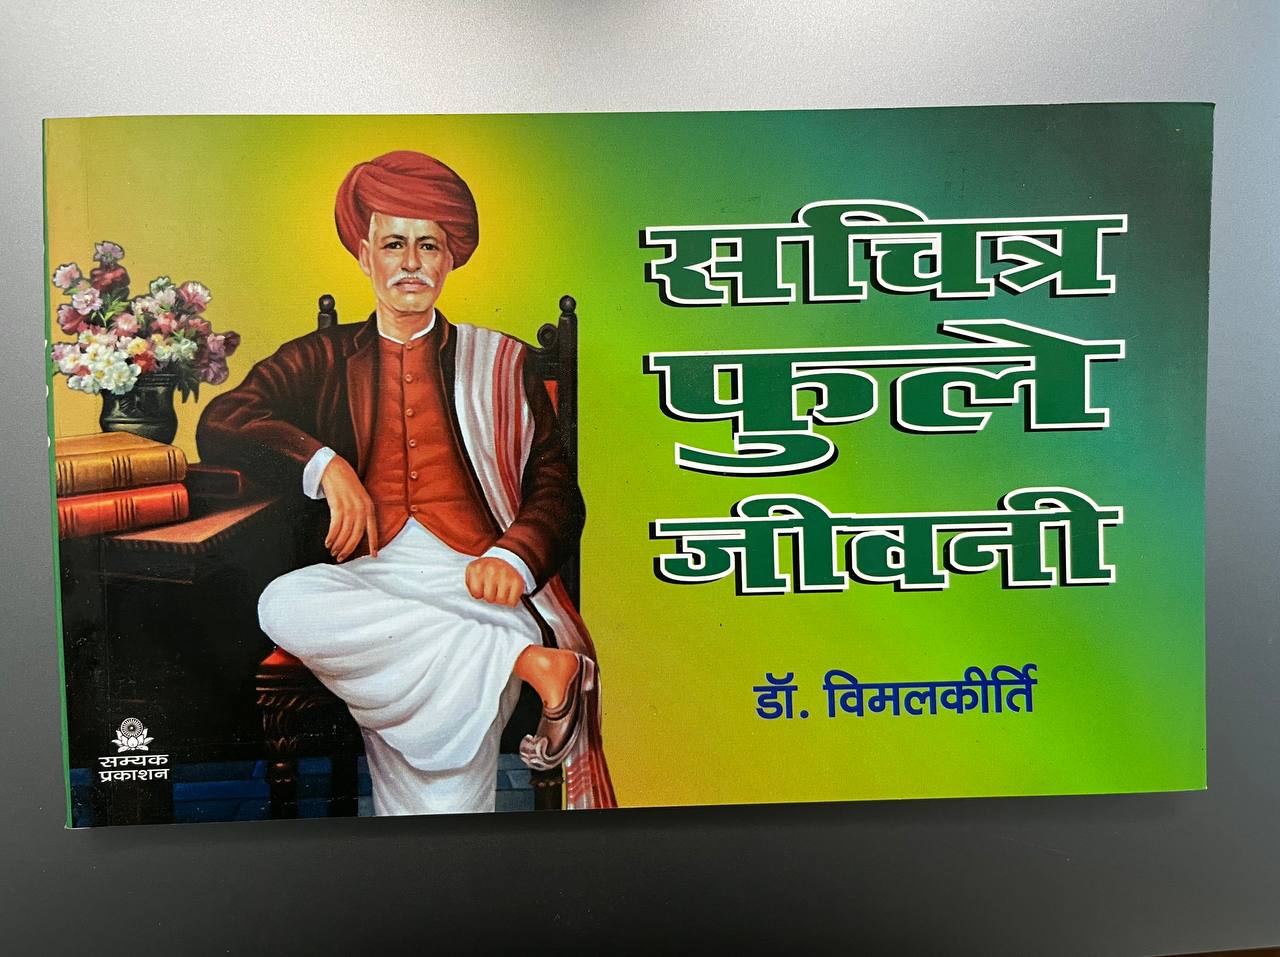 सचित्र
फुले
जीवनी
डॉ. विमलकीर्ति
सम्यक
प्रकाशन